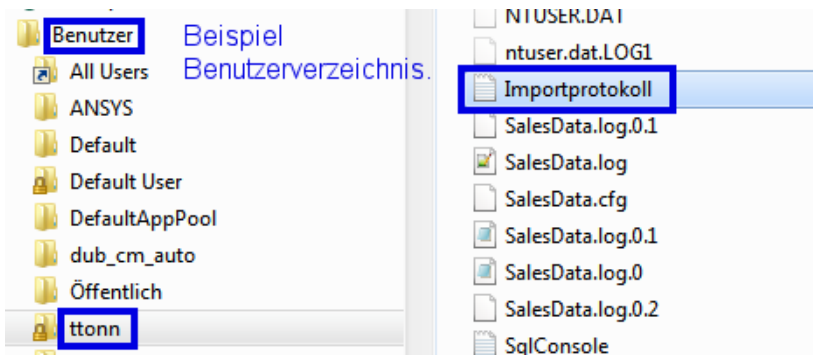 Benutzer
Beispiel
Benutzerverzeichnis.
All Users
ANSYS
Default
Default User
DefaultAppPool
dub_cm_auto
Öffentlich
ttonn
NTUSER.DAT
ntuser.dat.LOG1
Importprotokoll
SalesData.log.0.1
SalesData.log
SalesData.cfg
SalesData.log.0.1
SalesData.log.0
SalesData.log.0.2
SqlConsole